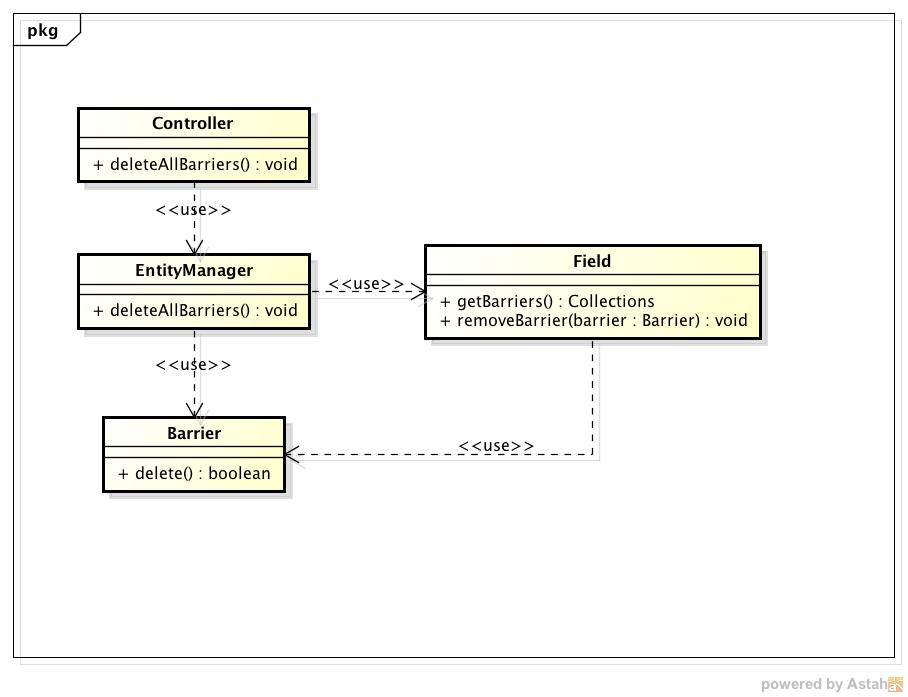 pkg
Controller
+ deleteAllBarriers() : void
<<use>>
EntityManager
+ deleteAllBarriers() : void
<<use>>
Field
+ getBarriers() : Collections
+ removeBarrier(barrier : Barrier) : void
<<use>>
Barrier
+ delete() : boolean
<<use>>
powered by Astah